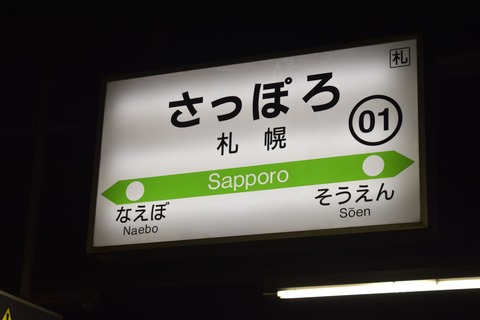 札
さっぽろ
01
札幌
Sapporo
なえぼ
Naebo
そうえん
Sōen